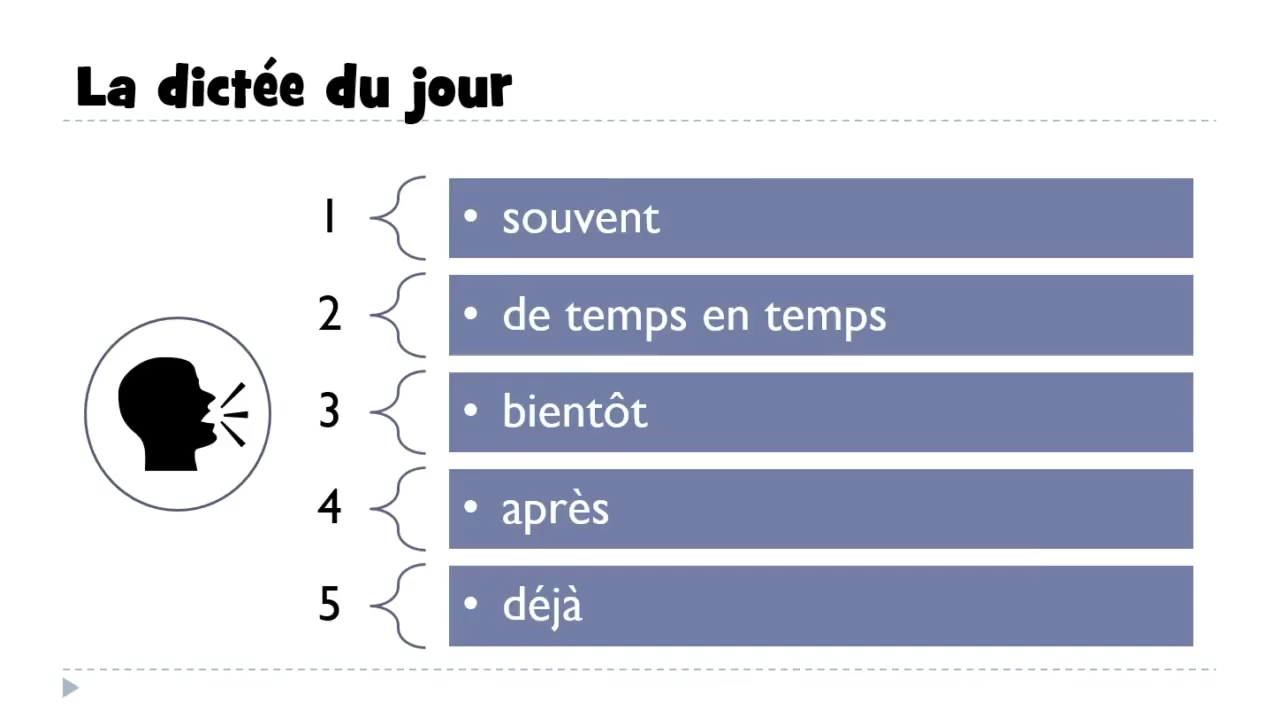 La dictée du jour
1
• souvent
2
• de temps en temps
3
• bientôt
4
• après
5
• déjà